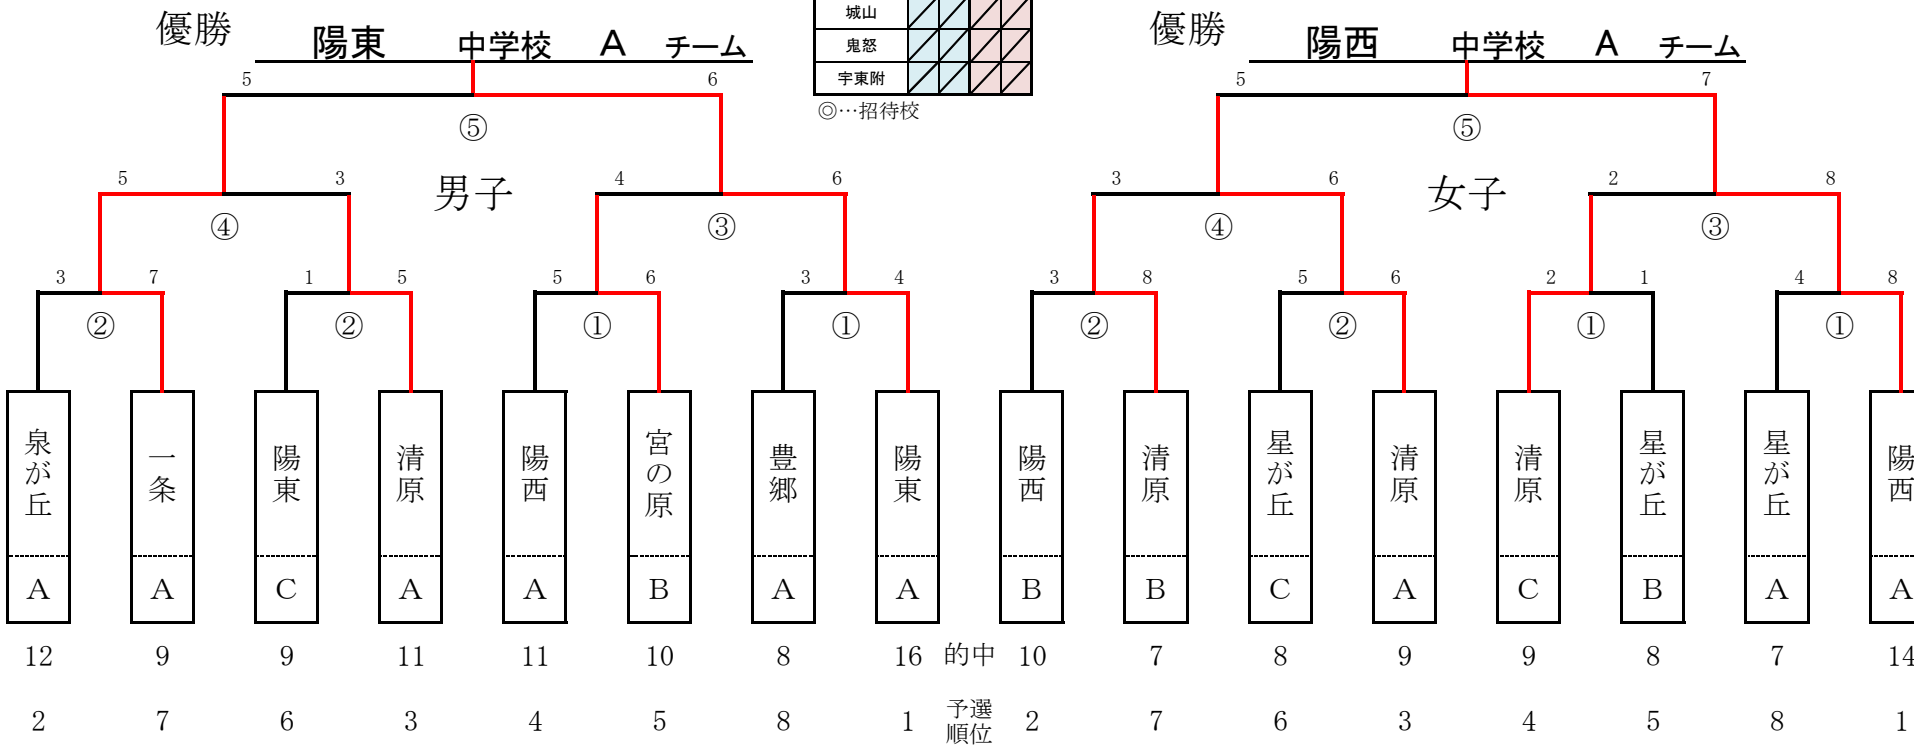 城山
鬼怒
宇東附
◎…招待校
優勝 陽東 中学校 A チーム
5 6
⑤
男子
5 3 4 6
④ ③
3 7 1 5 5 6 3 4
② ② ① ①
泉が丘 一条 陽東 清原 陽西 宮の原 豊郷 陽東
A A C A A B A A
12 9 9 11 11 10 8 16
2 7 6 3 4 5 8 1
的中
予選
順位
優勝 陽西 中学校 A チーム
5 7
⑤
女子
3 6 2 8
④ ③
3 8 5 6 2 1 4 8
② ② ① ①
陽西 清原 星が丘 清原 清原 星が丘 星が丘 陽西
B B C A C B A A
10 7 8 9 9 8 7 14
2 7 6 3 4 5 8 1